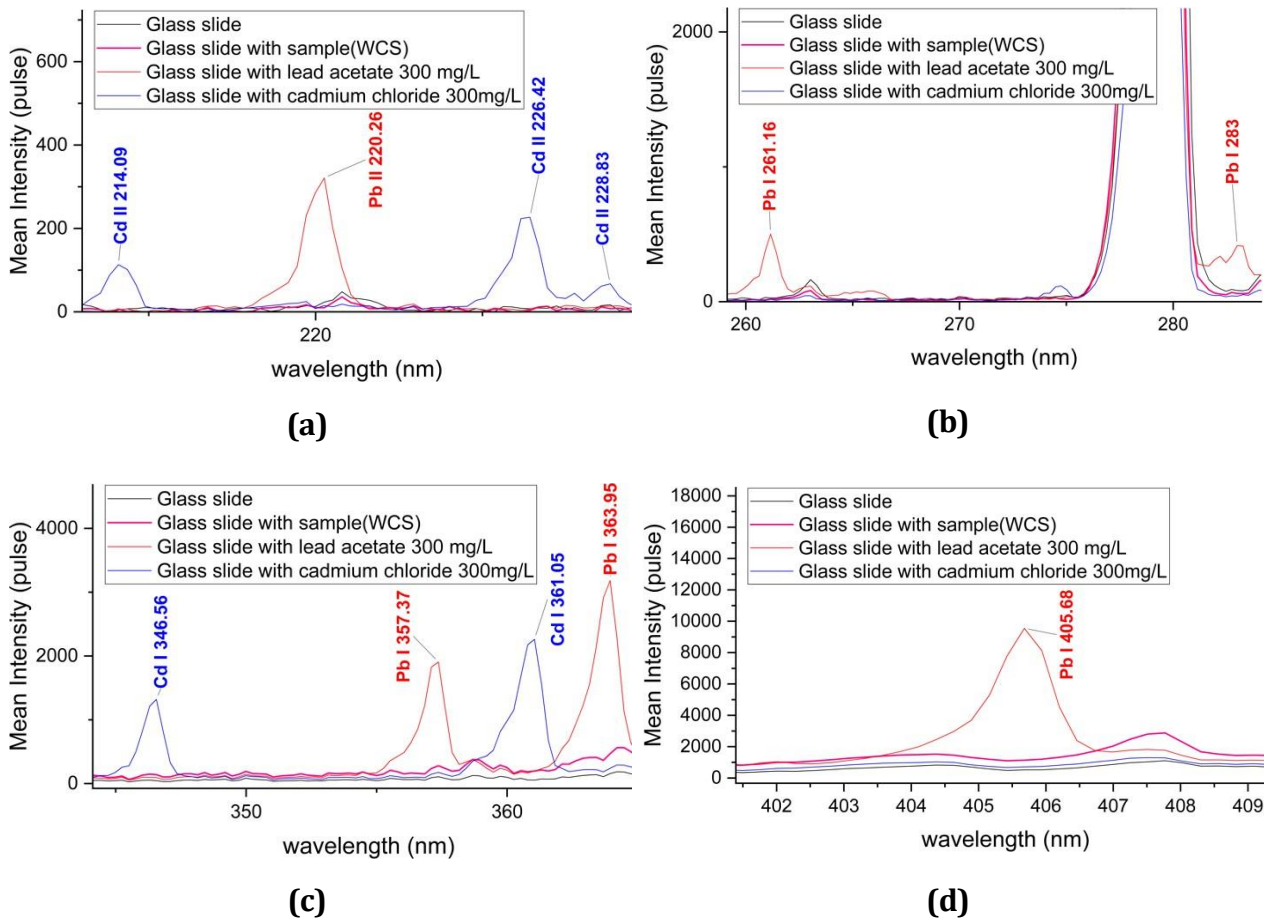 600
400
200
0
Mean Intensity (pulse)
Glass slide
Glass slide with sample(WCS)
Glass slide with lead acetate 300 mg/L
Glass slide with cadmium chloride 300mg/L
Cd II 214.09
Pb II 220.26
Cd II 226.42
Cd II 228.83
220
wavelength (nm)
(a)
2000
0
Mean Intensity (pulse)
Glass slide
Glass slide with sample(WCS)
Glass slide with lead acetate 300 mg/L
Glass slide with cadmium chloride 300mg/L
Pb I 261.16
Pb I 283
260 270 280
wavelength (nm)
(b)
4000
2000
0
Mean Intensity (pulse)
Glass slide
Glass slide with sample(WCS)
Glass slide with lead acetate 300 mg/L
Glass slide with cadmium chloride 300mg/L
Cd I 346.56
Pb I 357.37
Cd I 361.05
Pb I 363.95
350 360
wavelength (nm)
(c)
18000
16000
14000
12000
10000
8000
6000
4000
2000
0
Mean Intensity (pulse)
Glass slide
Glass slide with sample(WCS)
Glass slide with lead acetate 300 mg/L
Glass slide with cadmium chloride 300mg/L
Pb I 405.68
402 403 404 405 406 407 408 409
wavelength (nm)
(d)